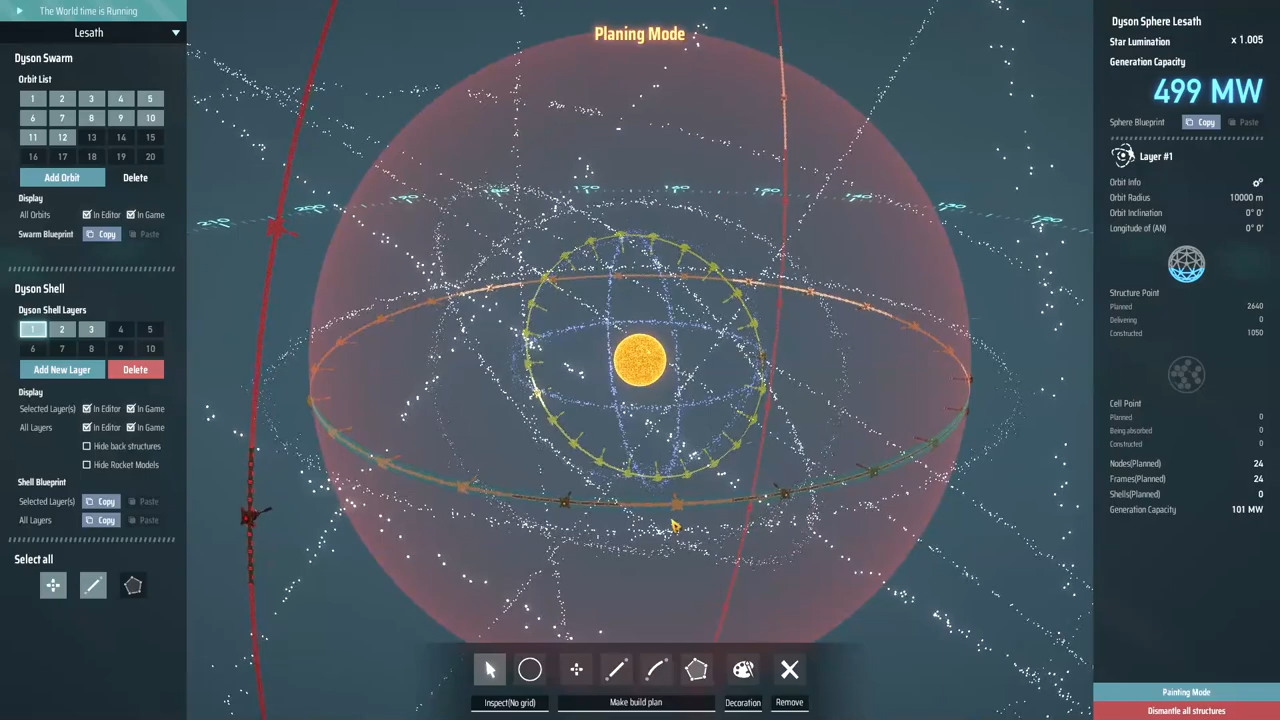 The World time is Running
Lesath
Dyson Swarm
Orbit List
1 2 3 4 5
6 7 8 9 10
11 12 13 14 15
16 17 18 19 20
Add Orbit Delete
Display
All Orbits In Editor In Game
Swarm Blueprint Copy Paste
Dyson Shell
Dyson Shell Layers
1 2 3 4 5
6 7 8 9 10
Add New Layer Delete
Display
Selected Layer(s) In Editor In Game
All Layers In Editor In Game
Hide back structures
Hide Rocket Models
Shell Blueprint
Selected Layer(s) Copy Paste
All Layers Copy Paste
Select all
Planing Mode
210
Inspect(No grid) Make build plan Decoration Remove
Dyson Sphere Lesath
Star Lumination x 1.005
Generation Capacity
499 MW
Sphere Blueprint Copy Paste
Layer #1
Orbit Info
Orbit Radius 10000 m
Orbit Inclination 0° 0'
Longitude of (AN) 0° 0'
Structure Point
Planned 2640
Delivering 0
Constructed 1050
Cell Point
Planned 0
Being absorbed 0
Constructed 0
Nodes(Planned) 24
Frames(Planned) 24
Shells(Planned) 0
Generation Capacity 101 MW
Painting Mode
Dismantle all structures